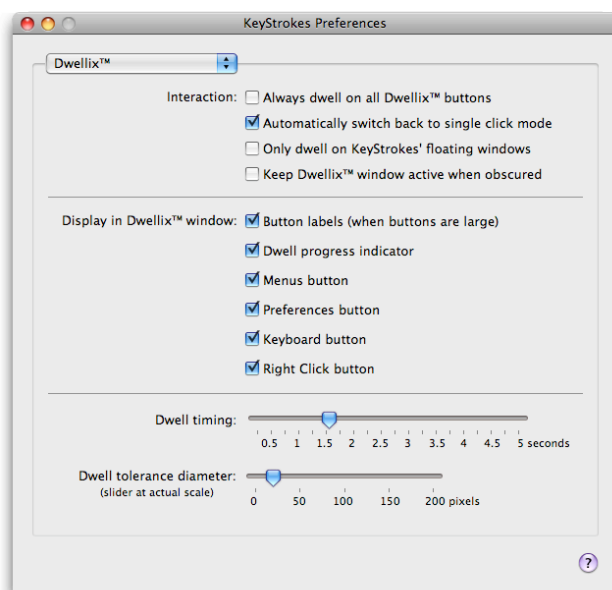 KeyStrokes Preferences
Dwellix™
Interaction: Always dwell on all Dwellix™ buttons
Automatically switch back to single click mode
Only dwell on KeyStrokes' floating windows
Keep Dwellix™ window active when obscured
Display in Dwellix™ window: Button labels (when buttons are large)
Dwell progress indicator
Menus button
Preferences button
Keyboard button
Right Click button
Dwell timing:
0.5 1 1.5 2 2.5 3 3.5 4 4.5 5 seconds
Dwell tolerance diameter:
(slider at actual scale)
0 50 100 150 200 pixels
?